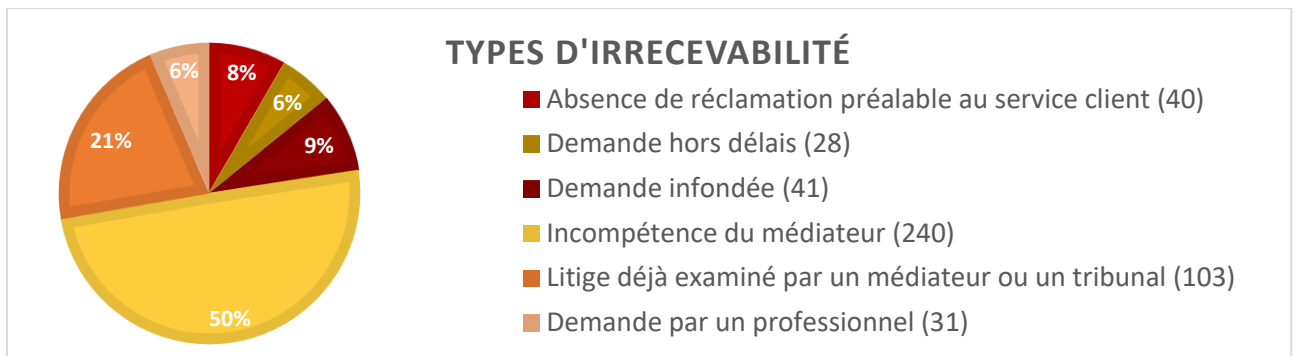 TYPES D'IRRECEVABILITÉ
8%
6%
9%
50%
21%
6%
Absence de réclamation préalable au service client (40)
Demande hors délais (28)
Demande infondée (41)
Incompétence du médiateur (240)
Litige déjà examiné par un médiateur ou un tribunal (103)
Demande par un professionnel (31)